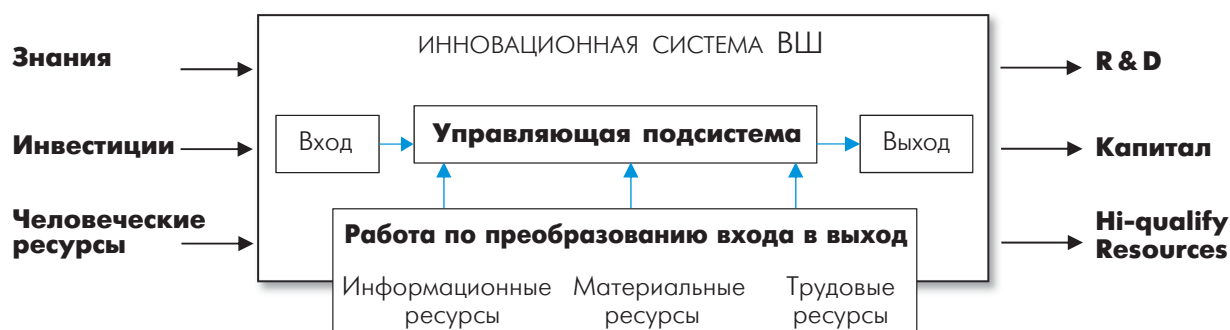 ИННОВАЦИОННАЯ СИСТЕМА ВШ
Знания
R & D
Вход
Управляющая подсистема
Выход
Инвестиции
Капитал
Человеческие
ресурсы
Работа по преобразованию входа в выход
Hi-qualify
Resources
Информационные
ресурсы
Материальные
ресурсы
Трудовые
ресурсы